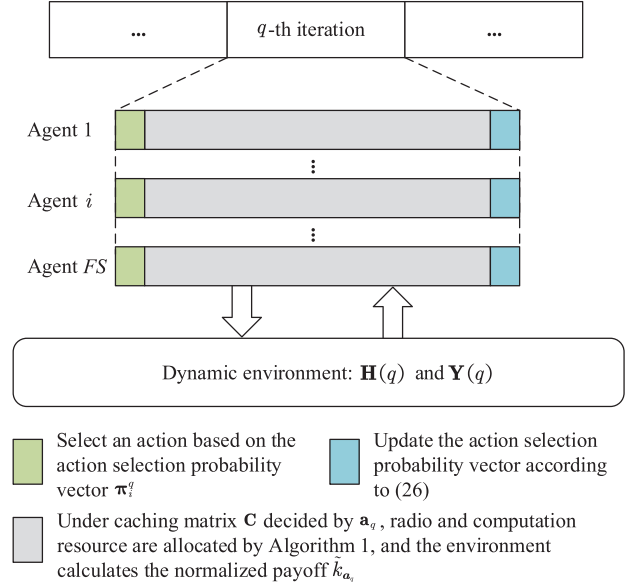 ... q-th iteration ...
Agent 1
Agent i
Agent FS
Dynamic environment: H(q) and Y(q)
Select an action based on the
action selection probability
vector π_i^q
Update the action selection
probability vector according
to (26)
Under caching matrix C decided by a_q , radio and computation
resource are allocated by Algorithm 1, and the environment
calculates the normalized payoff k̃_{a_q}